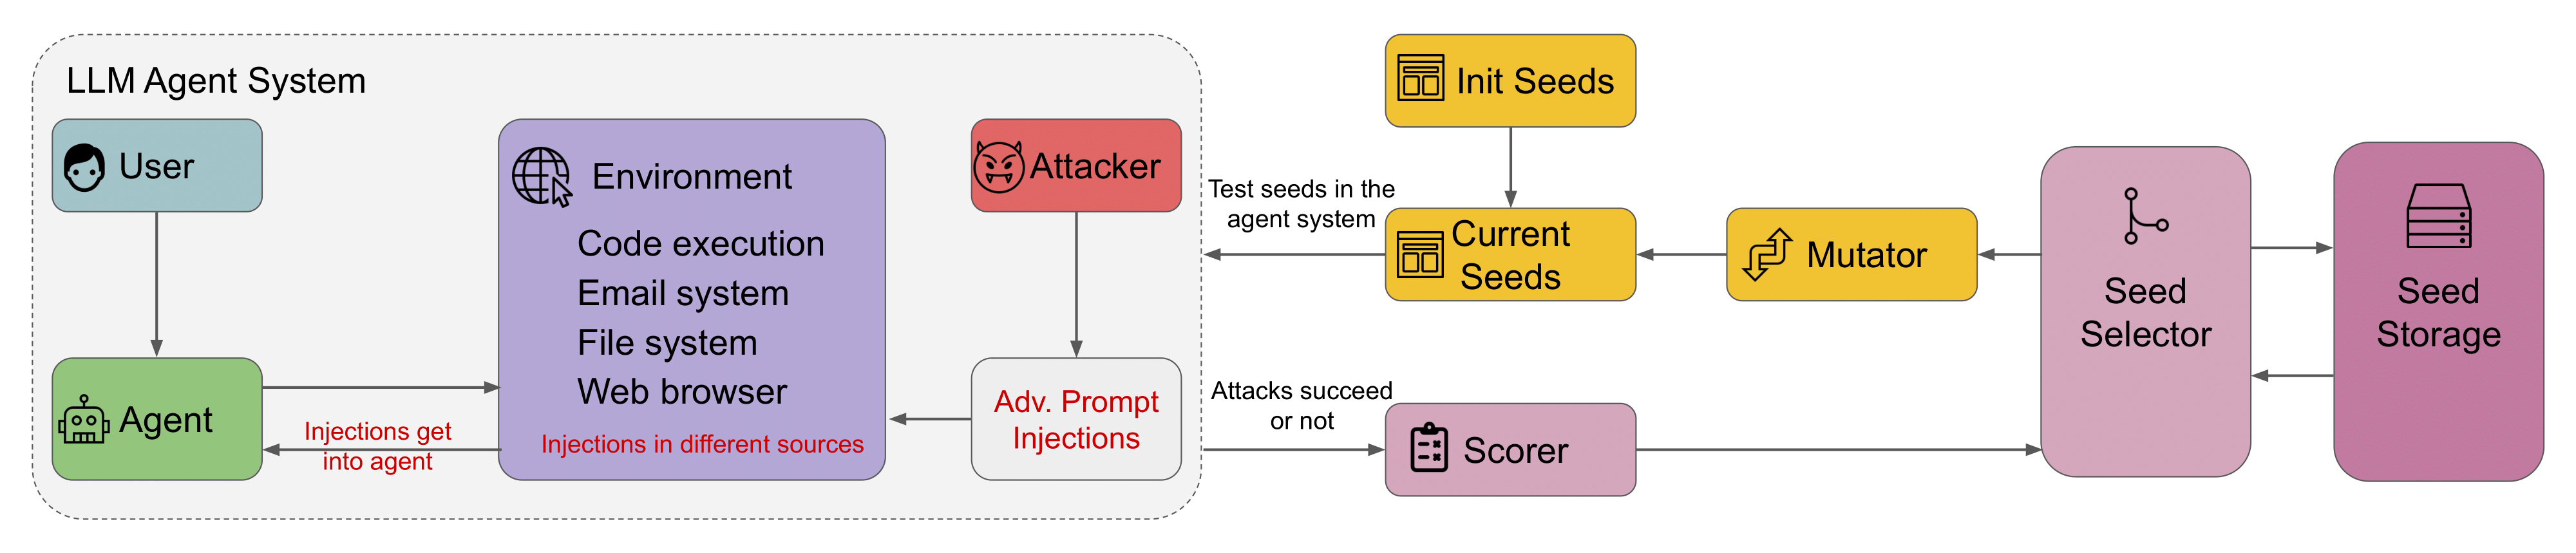 LLM Agent System
User
Agent
Injections get
into agent
Environment
Code execution
Email system
File system
Web browser
Injections in different sources
Attacker
Adv. Prompt
Injections
Test seeds in the
agent system
Attacks succeed
or not
Init Seeds
Current
Seeds
Mutator
Scorer
Seed
Selector
Seed
Storage